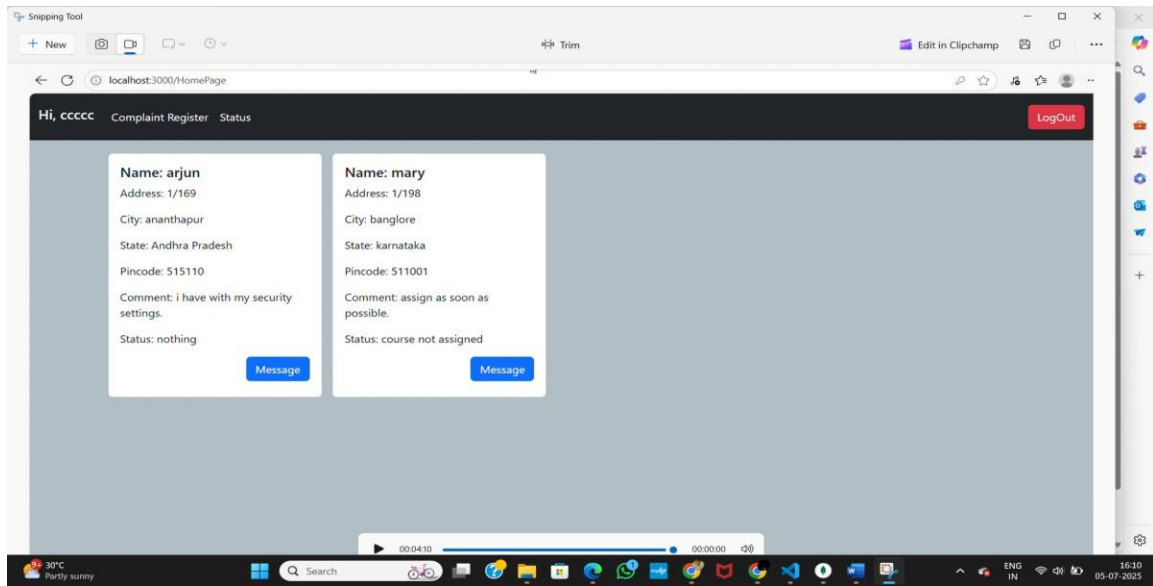 Snipping Tool
New
Trim
Edit in Clipchamp
localhost:3000/HomePage
Hi, ccccc Complaint Register Status LogOut
Name: arjun
Address: 1/169
City: ananthapur
State: Andhra Pradesh
Pincode: 515110
Comment: i have with my security
settings.
Status: nothing
Message
Name: mary
Address: 1/198
City: banglore
State: karnataka
Pincode: 511001
Comment: assign as soon as
possible.
Status: course not assigned
Message
00:04:10 00:00:00
9+
30°C
Partly sunny
Search
ENG
IN
16:10
05-07-2025